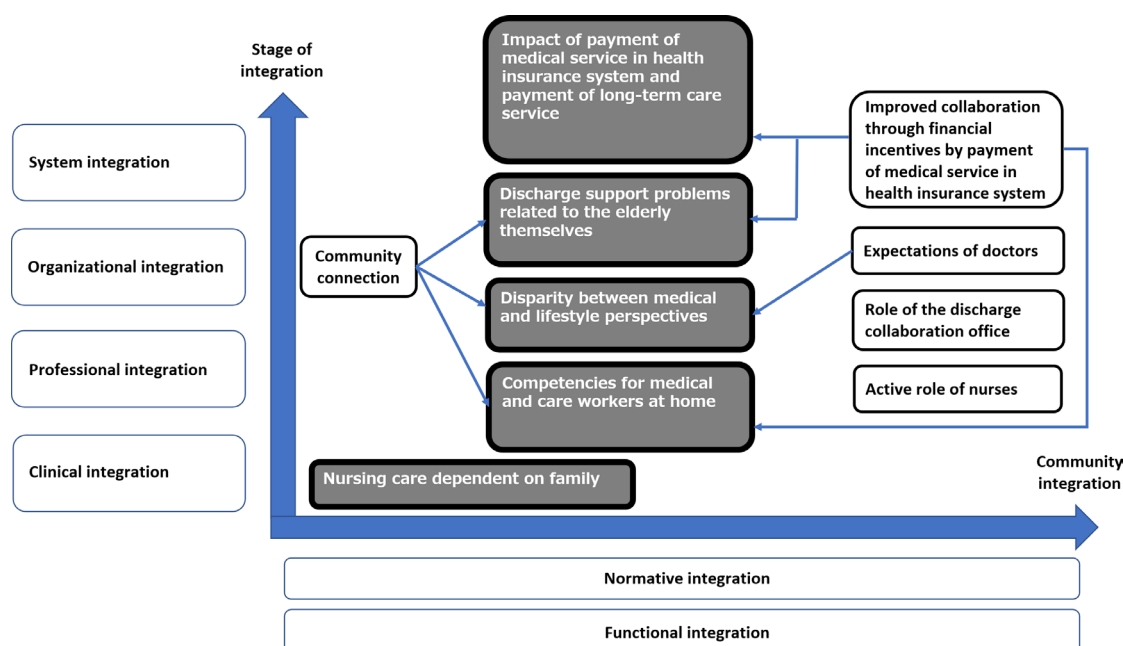 Stage of
integration
System integration
Organizational integration
Professional integration
Clinical integration
Impact of payment of
medical service in health
insurance system and
payment of long-term care
service
Discharge support problems
related to the elderly
themselves
Community
connection
Disparity between medical
and lifestyle perspectives
Competencies for medical
and care workers at home
Nursing care dependent on family
Improved collaboration
through financial
incentives by payment
of medical service in
health insurance system
Expectations of doctors
Role of the discharge
collaboration office
Active role of nurses
Community
integration
Normative integration
Functional integration